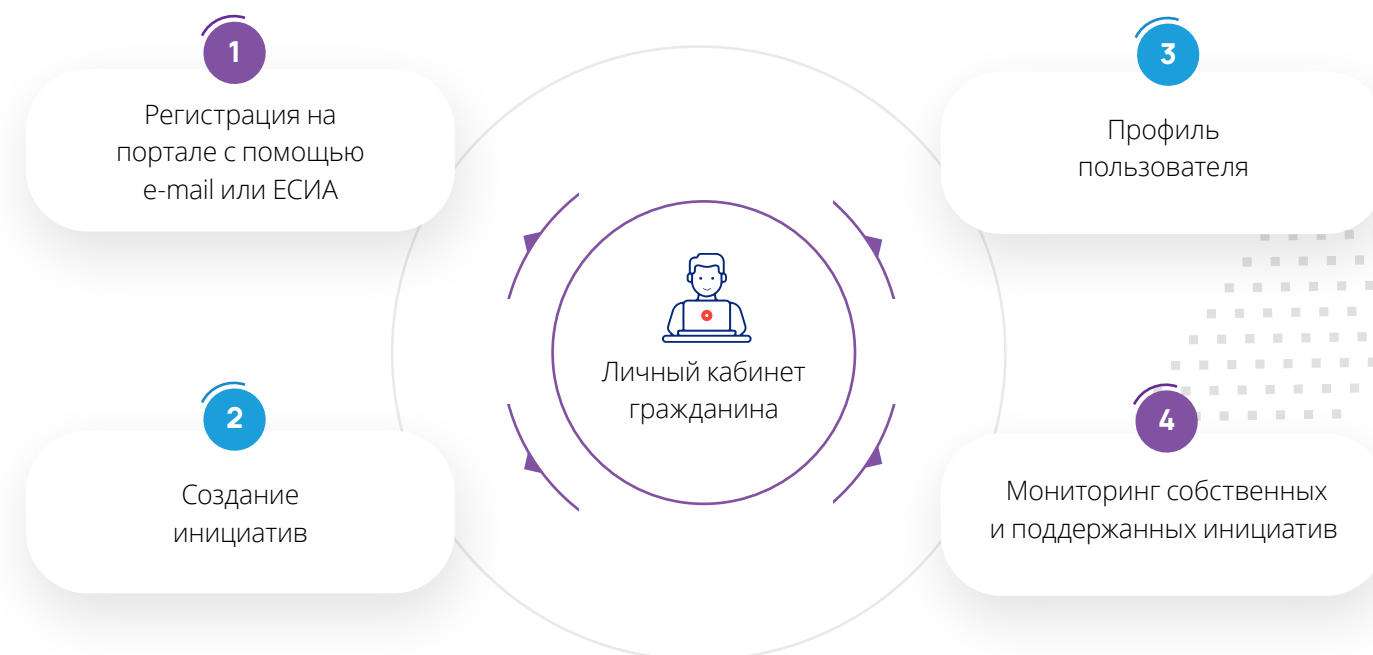 1
Регистрация на
портале с помощью
e-mail или ЕСИА
2
Создание
инициатив
Личный кабинет
гражданина
3
Профиль
пользователя
4
Мониторинг собственных
и поддержанных инициатив